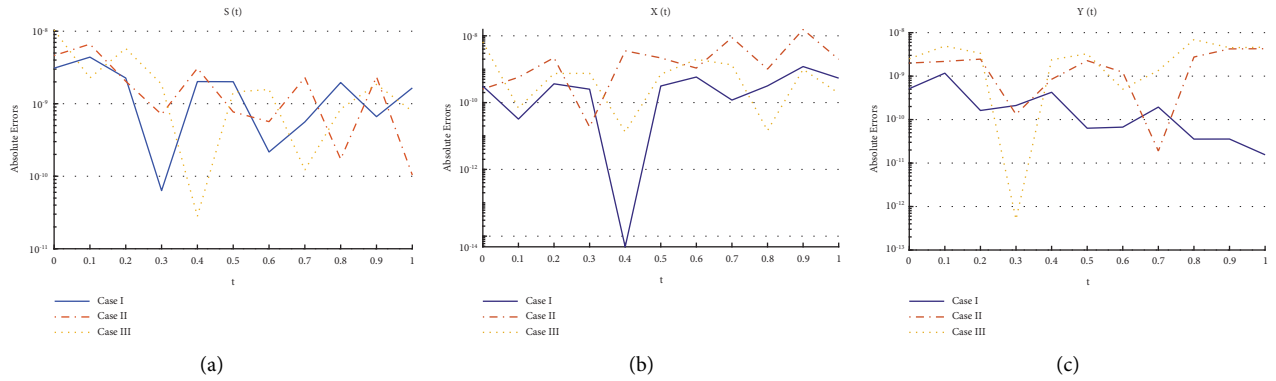 S (t)
Absolute Errors
10^-8
10^-9
10^-10
10^-11
0 0.1 0.2 0.3 0.4 0.5 0.6 0.7 0.8 0.9 1
t
Case I
Case II
Case III
(a)
X (t)
Absolute Errors
10^-8
10^-10
10^-12
10^-14
0 0.1 0.2 0.3 0.4 0.5 0.6 0.7 0.8 0.9 1
t
Case I
Case II
Case III
(b)
Y (t)
Absolute Errors
10^-8
10^-9
10^-10
10^-11
10^-12
10^-13
0 0.1 0.2 0.3 0.4 0.5 0.6 0.7 0.8 0.9 1
t
Case I
Case II
Case III
(c)